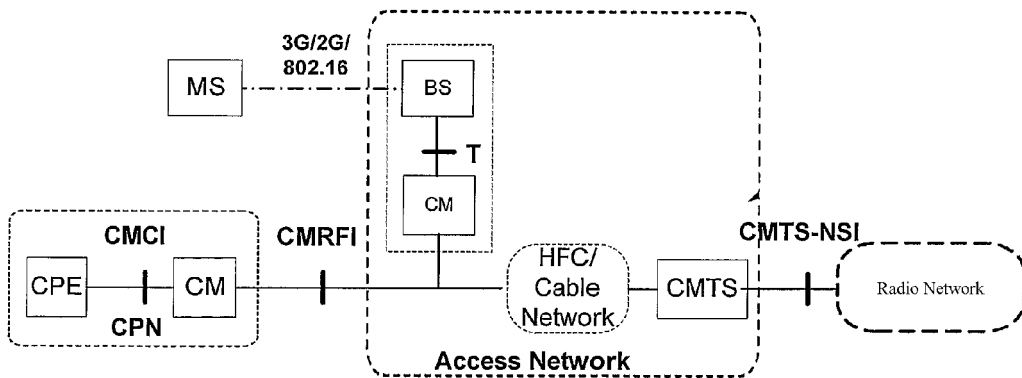 3G/2G/
802.16
MS
BS
T
CM
CMCI
CMRFI
CMTS-NSI
CPE
CM
HFC/
Cable
Network
CMTS
Radio Network
CPN
Access Network